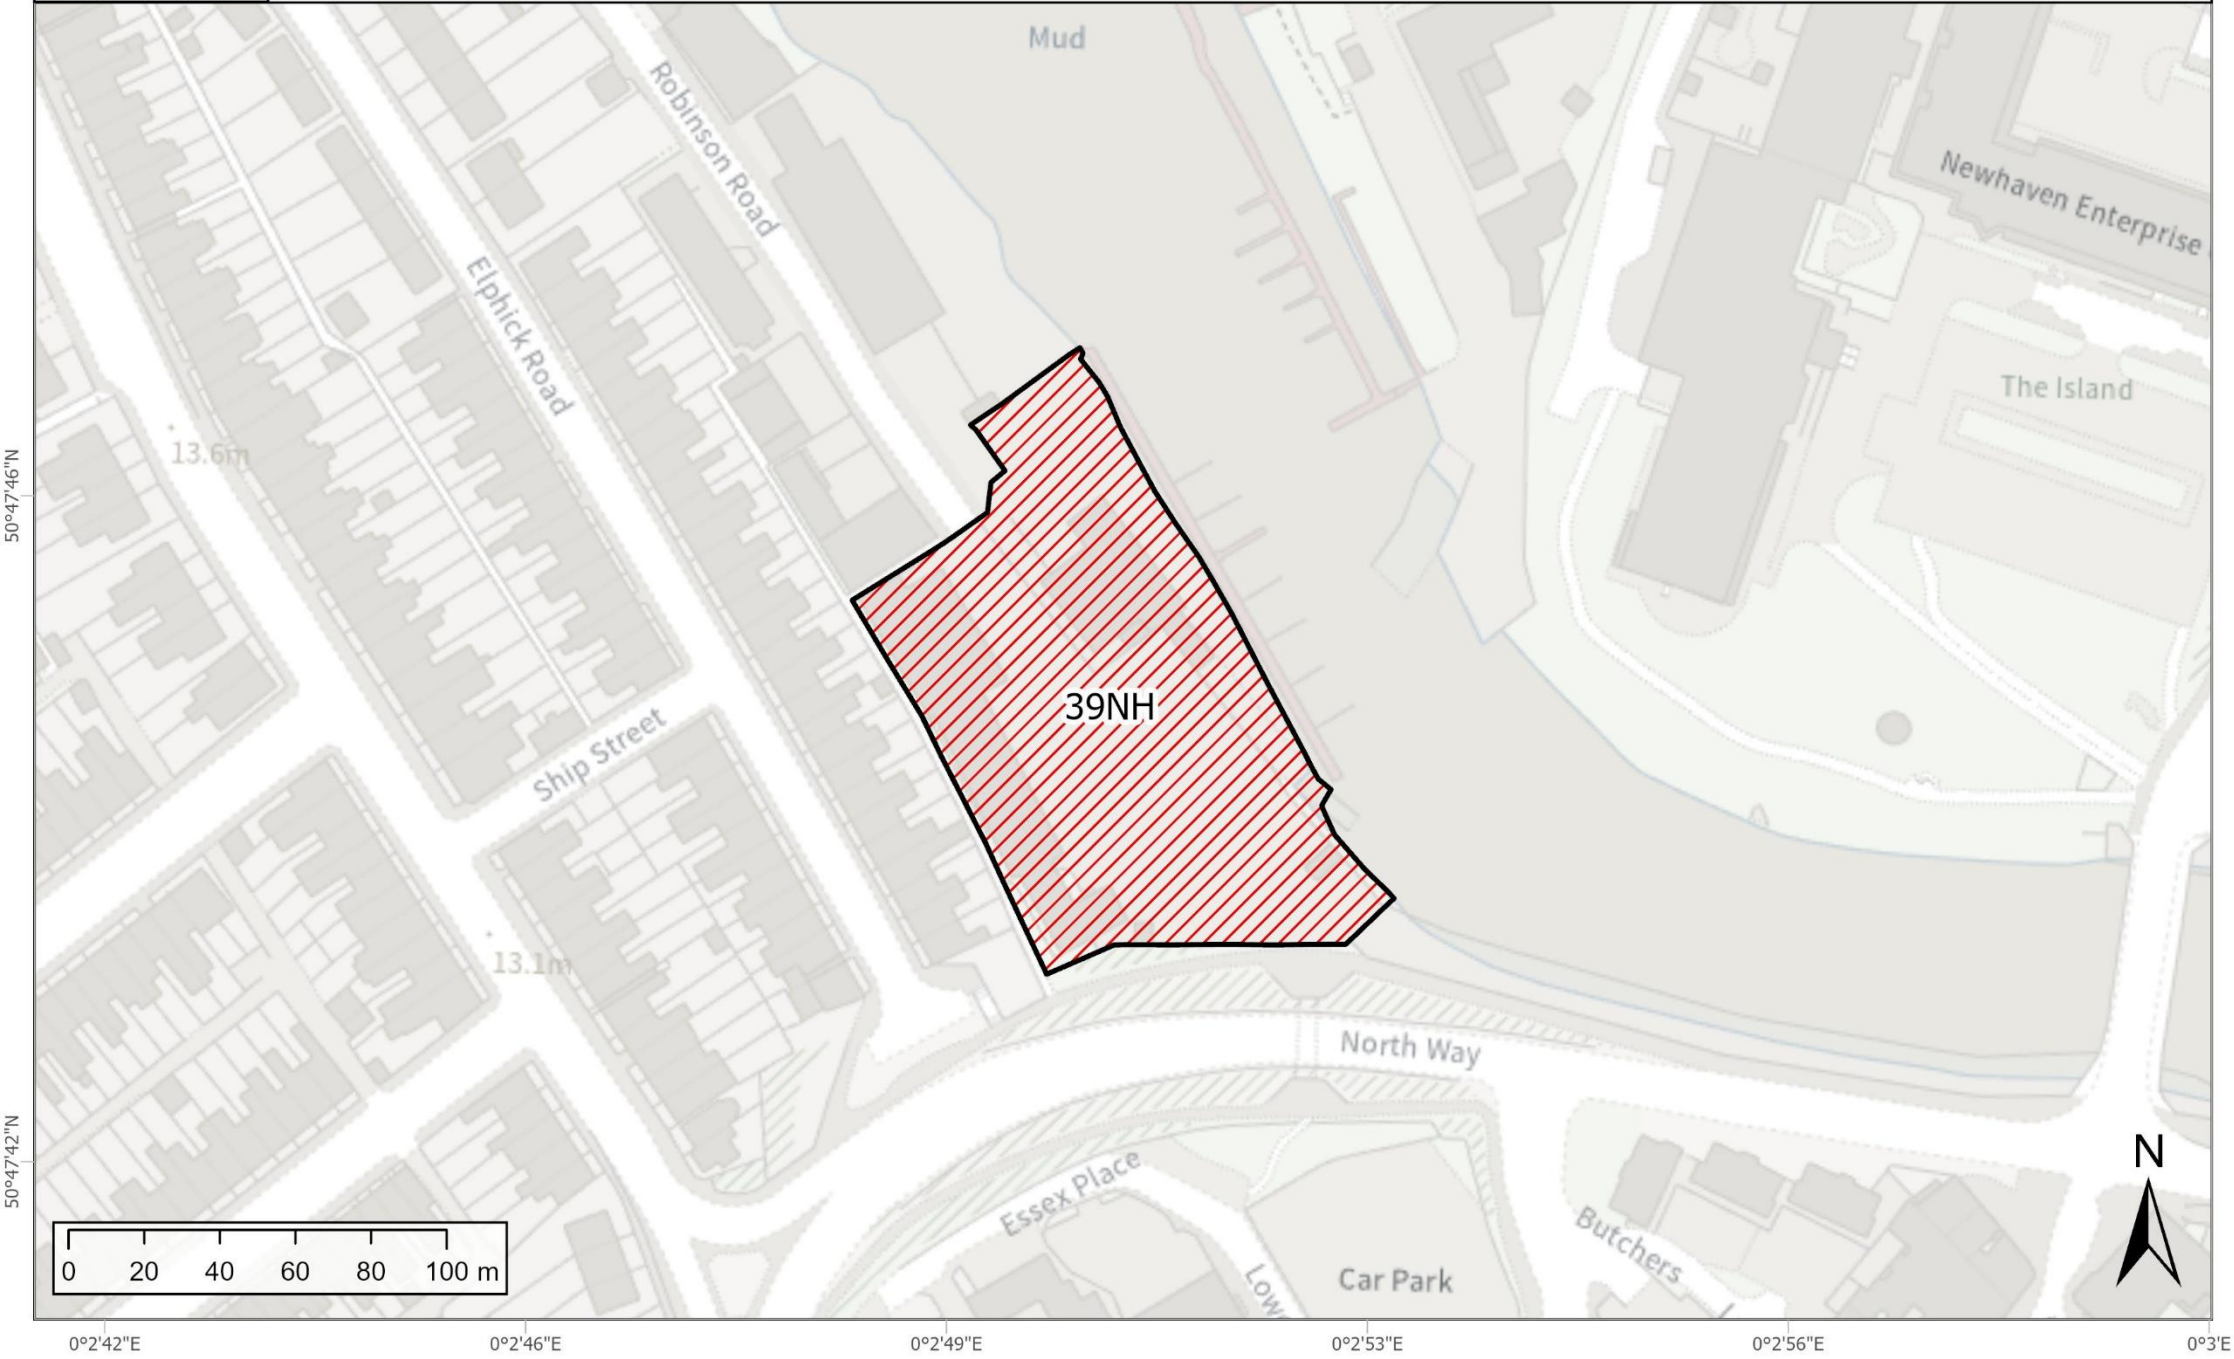 Mud
Robinson Road
Newhaven Enterprise
Elphick Road
The Island
13.6m
50°47'46"N
39NH
Ship Street
13.1m
North Way
50°47'42"N
Essex Place
N
Butchers
Car Park
Lowe
0 20 40 60 80 100 m
0°2'42"E 0°2'46"E 0°2'49"E 0°2'53"E 0°2'56"E 0°3'E